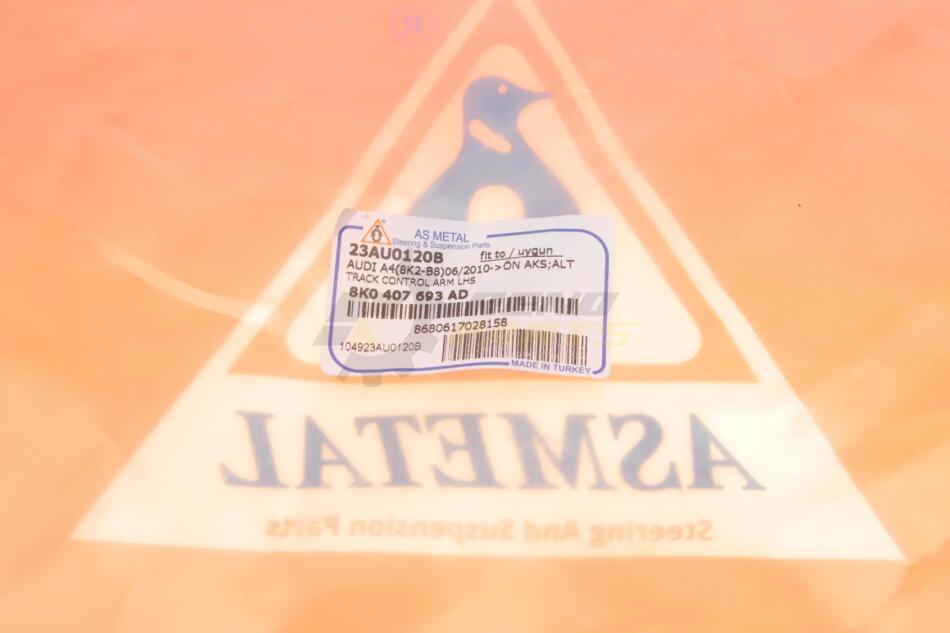 ®
AS METAL
Steering & Suspension Parts
23AU0120B fit to / uygun
AUDI A4(8K2-B8)06/2010->ÖN AKS;ALT
TRACK CONTROL ARM LHS
8K0 407 693 AD
8680617028158
104923AU0120B
MADE IN TURKEY
ASMETAL
Steering And Suspension Parts